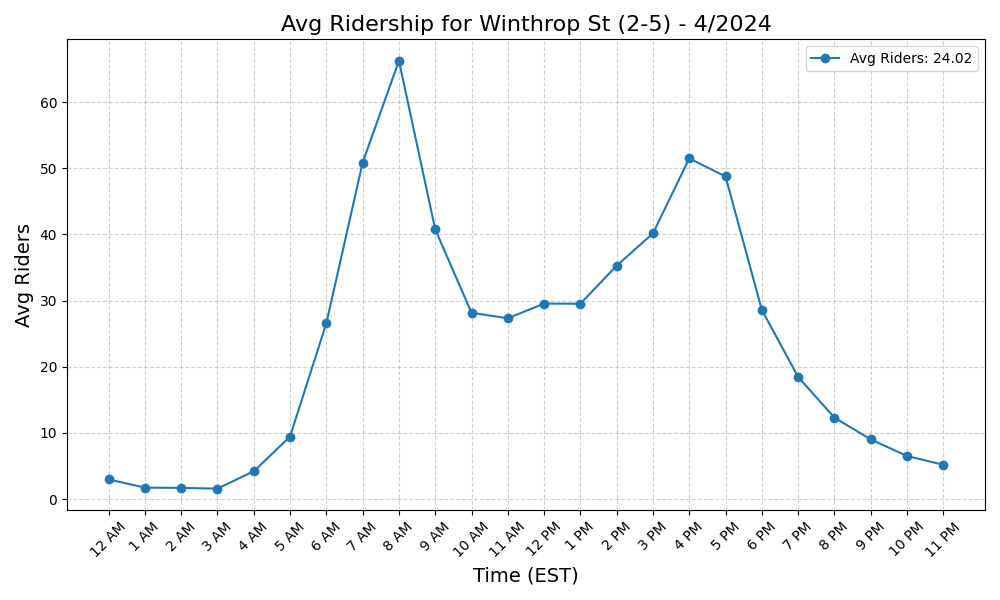 Avg Ridership for Winthrop St (2-5) - 4/2024
Avg Riders: 24.02
Avg Riders
60
50
40
30
20
10
0
12 AM 1 AM 2 AM 3 AM 4 AM 5 AM 6 AM 7 AM 8 AM 9 AM 10 AM 11 AM 12 PM 1 PM 2 PM 3 PM 4 PM 5 PM 6 PM 7 PM 8 PM 9 PM 10 PM 11 PM
Time (EST)